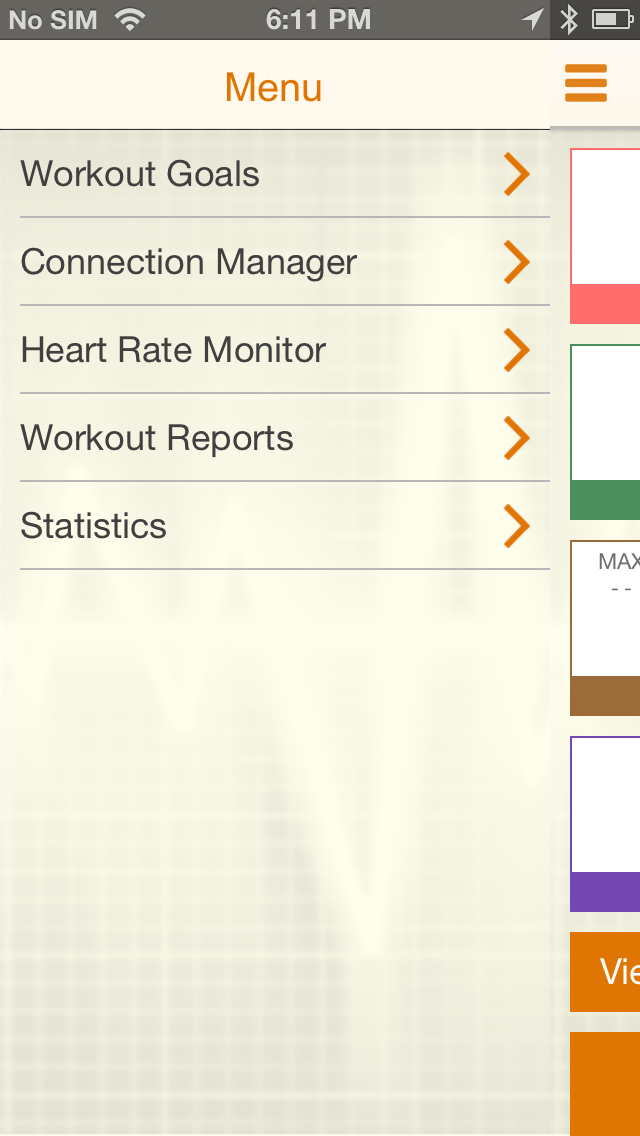 No SIM 6:11 PM
Menu
Workout Goals
Connection Manager
Heart Rate Monitor
Workout Reports
Statistics
MAX
- -
Vie